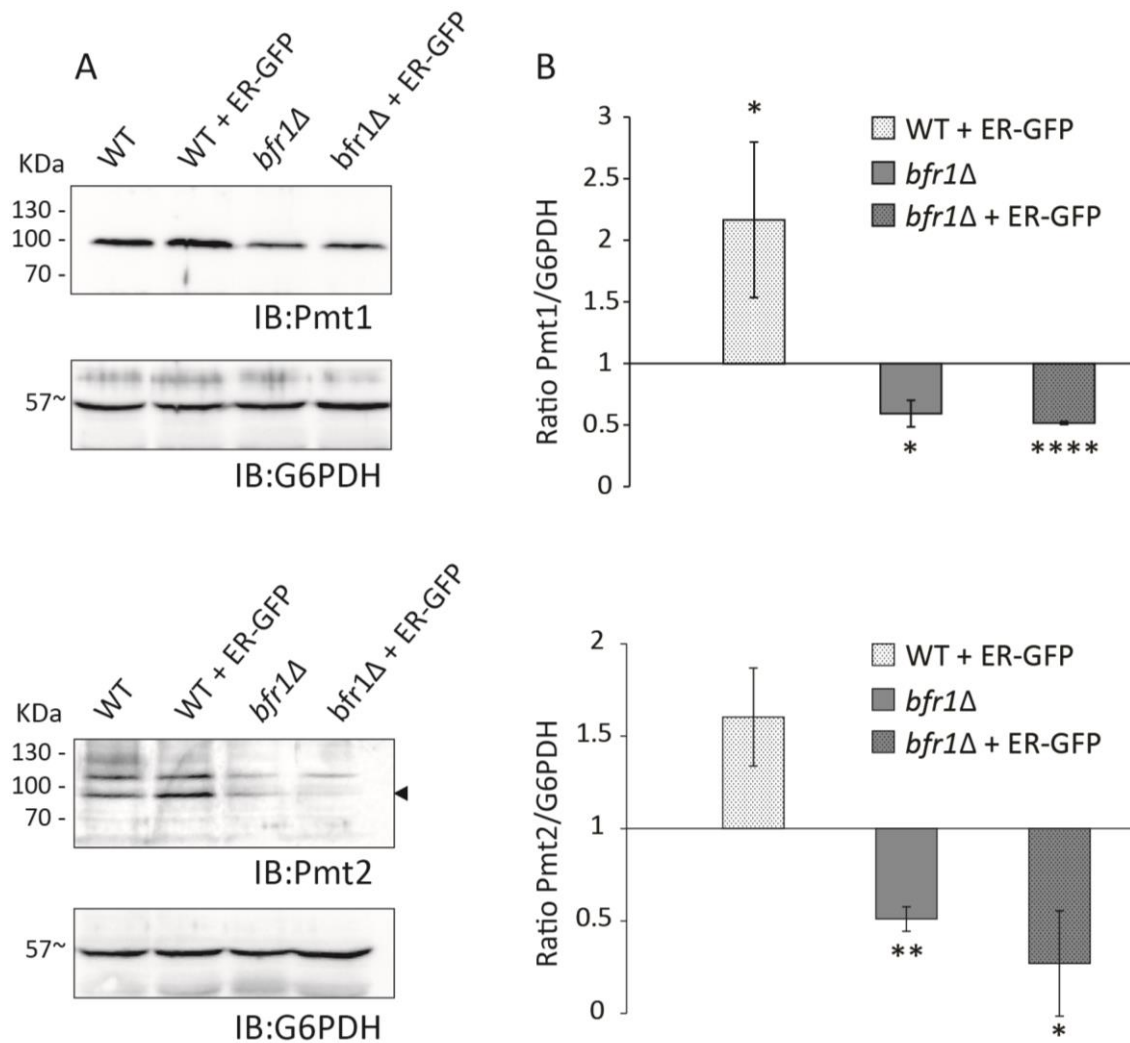 A
WT
WT + ER-GFP
bfr1Δ
bfr1Δ + ER-GFP
KDa
130 -
100 -
70 -
IB:Pmt1
57~
IB:G6PDH
B
*
3
2.5
2
1.5
1
0.5
0
Ratio Pmt1/G6PDH
*
****
WT + ER-GFP
bfr1Δ
bfr1Δ + ER-GFP
WT
WT + ER-GFP
bfr1Δ
bfr1Δ + ER-GFP
KDa
130 -
100 -
70 -
IB:Pmt2
57~
IB:G6PDH
2
1.5
1
0.5
0
Ratio Pmt2/G6PDH
**
*
WT + ER-GFP
bfr1Δ
bfr1Δ + ER-GFP